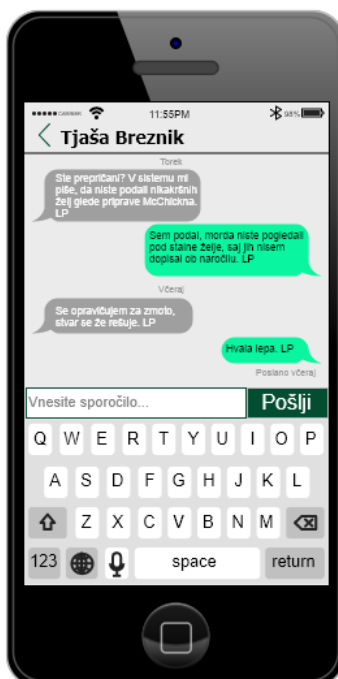 CARRIER 11:55PM 98%
Tjaša Breznik
Torek
Ste prepričani? V sistemu mi
piše, da niste podali nikakršnih
želj glede priprave McChickna.
LP
Sem podal, morda niste pogledali
pod stalne želje, saj jih nisem
dopisal ob naročilu. LP
Včeraj
Se opravičujem za zmoto,
stvar se že rešuje. LP
Hvala lepa. LP
Poslano včeraj
Vnesite sporočilo... Pošlji
Q W E R T Y U I O P
A S D F G H J K L
Z X C V B N M
123 space return